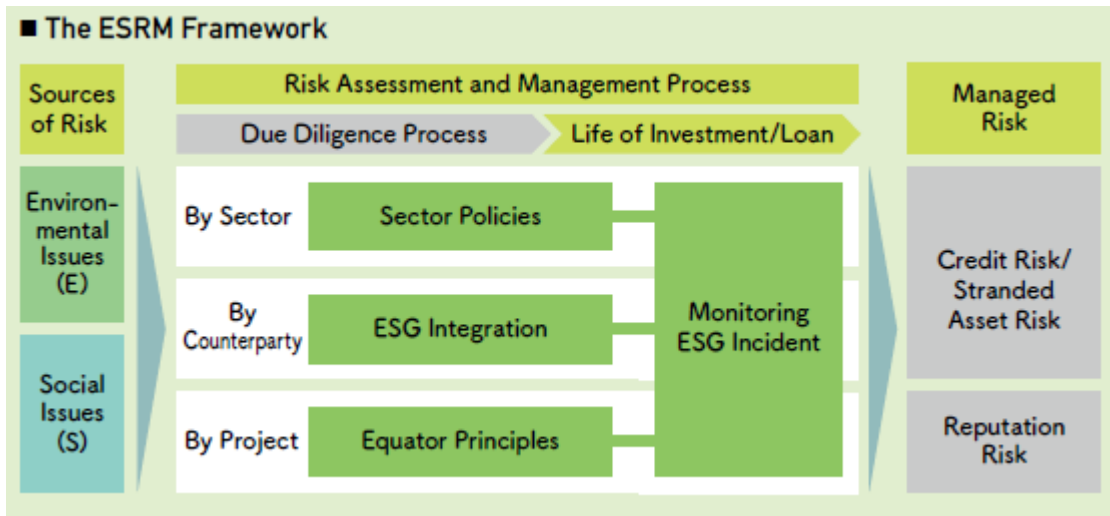 ■ The ESRM Framework
Sources
of Risk
Risk Assessment and Management Process
Due Diligence Process
Life of Investment/Loan
Managed
Risk
Environ-
mental
Issues
(E)
Social
Issues
(S)
By Sector
Sector Policies
By
Counterparty
ESG Integration
By Project
Equator Principles
Monitoring
ESG Incident
Credit Risk/
Stranded
Asset Risk
Reputation
Risk